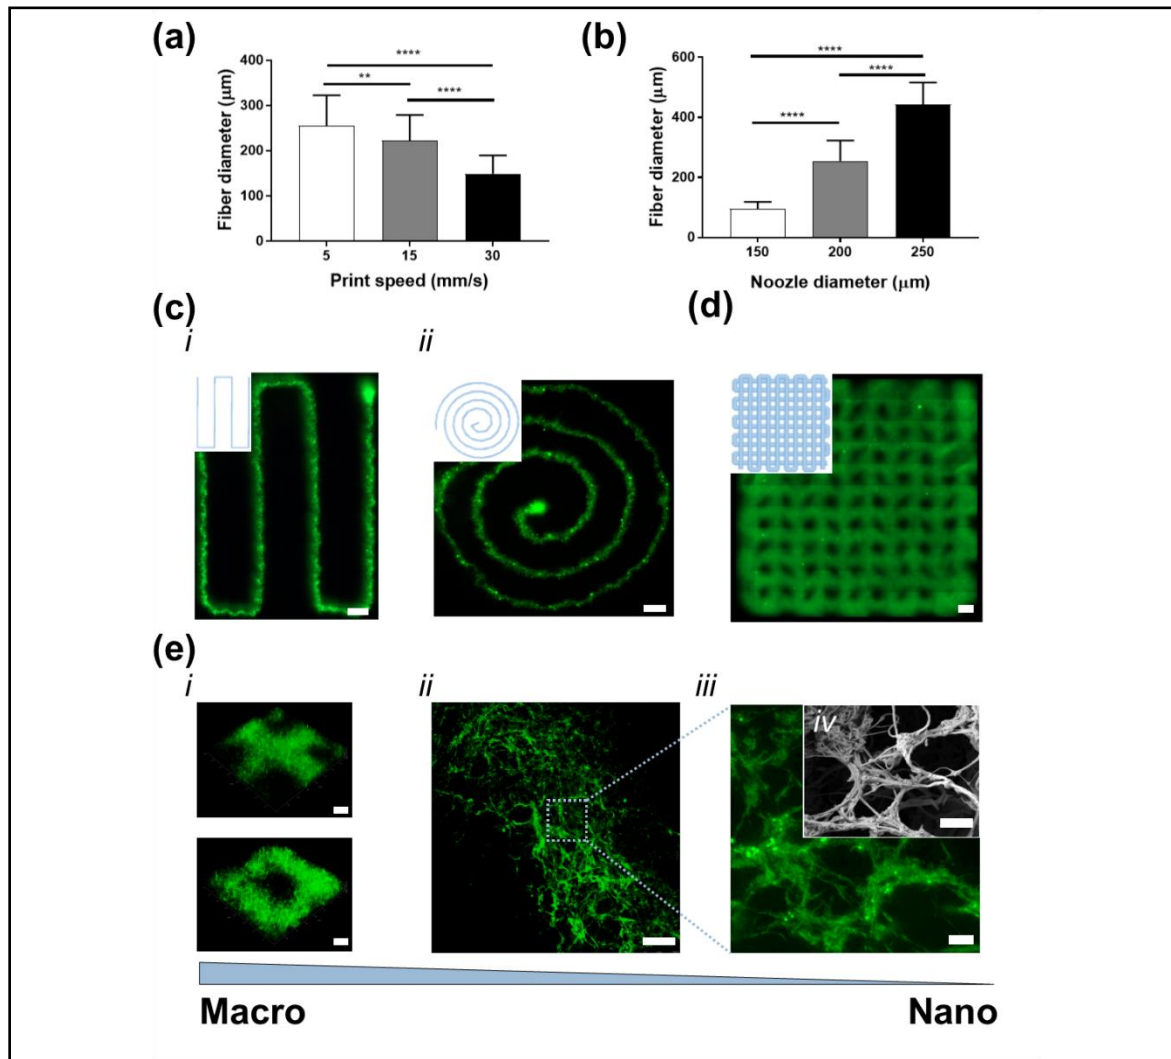 (a)
Fiber diameter (μm)
400
300
200
100
0
****
**
****
5 15 30
Print speed (mm/s)
(b)
Fiber diameter (μm)
600
400
200
0
****
****
****
150 200 250
Noozle diameter (μm)
(c)
i
ii
(d)
(e)
i
ii
iii
iv
Macro
Nano